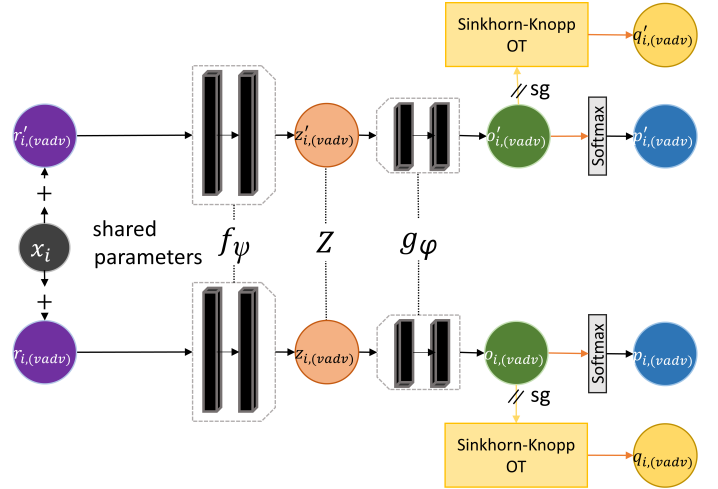 Sinkhorn-Knopp
OT
q′i,(vadv)
sg
r′i,(vadv)
z′i,(vadv)
o′i,(vadv)
Softmax
p′i,(vadv)
+
xi
shared
parameters
fψ
Z
gφ
+
ri,(vadv)
zi,(vadv)
oi,(vadv)
Softmax
pi,(vadv)
sg
Sinkhorn-Knopp
OT
qi,(vadv)